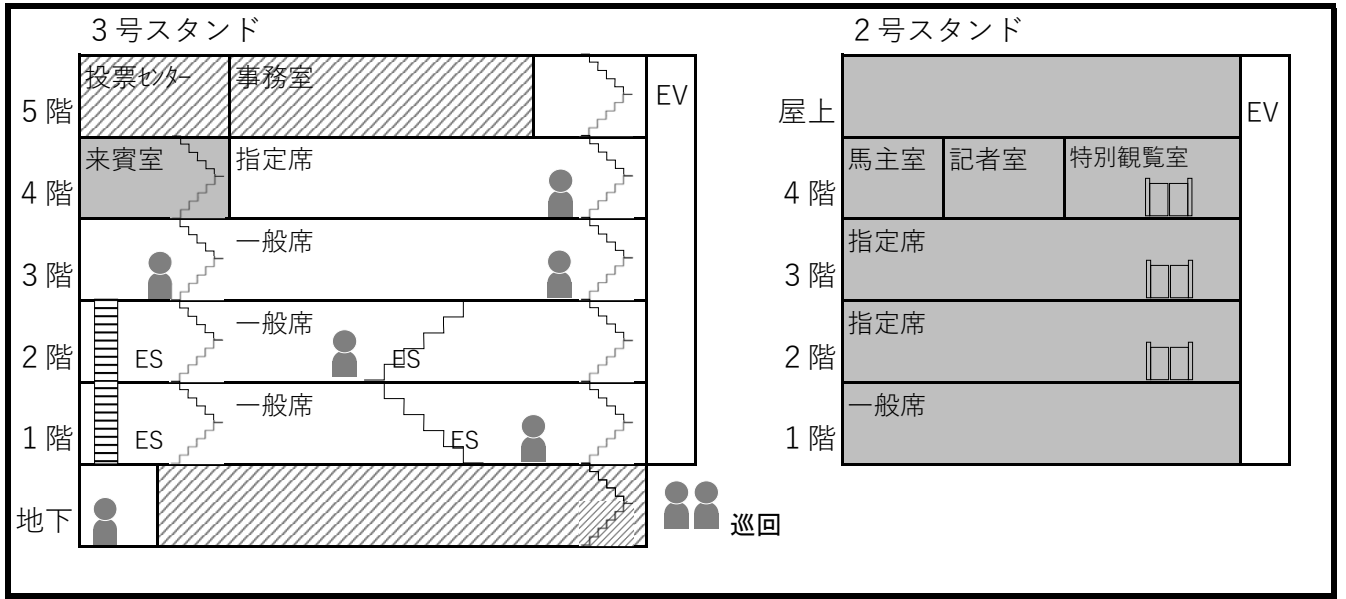 3号スタンド
2号スタンド
投票ｾﾝﾀｰ
事務室
EV
5階
屋上
EV
来賓室
指定席
馬主室
記者室
特別観覧室
4階
4階
一般席
指定席
3階
3階
一般席
指定席
2階
ES
ES
2階
一般席
一般席
1階
ES
ES
1階
地下
巡回